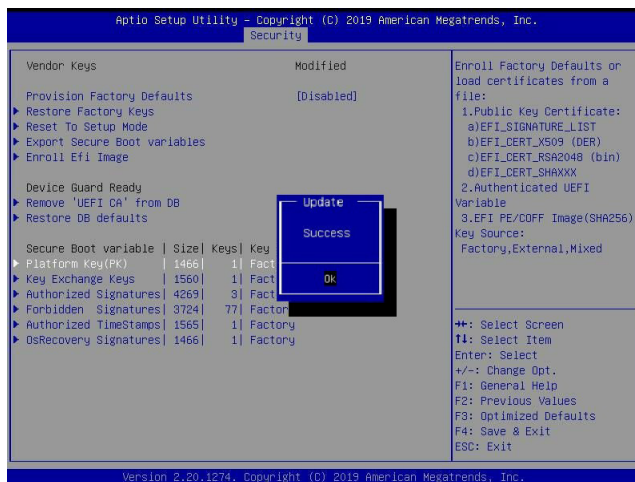 Aptio Setup Utility – Copyright (C) 2019 American Megatrends, Inc.
Security
Vendor Keys Modified
Provision Factory Defaults [Disabled]
Restore Factory Keys
Reset To Setup Mode
Export Secure Boot variables
Enroll Efi Image
Device Guard Ready
Remove 'UEFI CA' from DB
Restore DB defaults
Secure Boot variable | Size| Keys| Key
Platform Key(PK) | 1466| 1| Fact
Key Exchange Keys | 1560| 1| Fact
Authorized Signatures| 4269| 3| Fact
Forbidden Signatures| 3724| 77| Factor
Authorized TimeStamps| 1565| 1| Factory
OsRecovery Signatures| 1466| 1| Factory
Update
Success
Ok
Enroll Factory Defaults or
load certificates from a
file:
1.Public Key Certificate:
a)EFI_SIGNATURE_LIST
b)EFI_CERT_X509 (DER)
c)EFI_CERT_RSA2048 (bin)
d)EFI_CERT_SHAXXX
2.Authenticated UEFI
Variable
3.EFI PE/COFF Image(SHA256)
Key Source:
Factory,External,Mixed
→←: Select Screen
↑↓: Select Item
Enter: Select
+/-: Change Opt.
F1: General Help
F2: Previous Values
F3: Optimized Defaults
F4: Save & Exit
ESC: Exit
Version 2.20.1274. Copyright (C) 2019 American Megatrends, Inc.